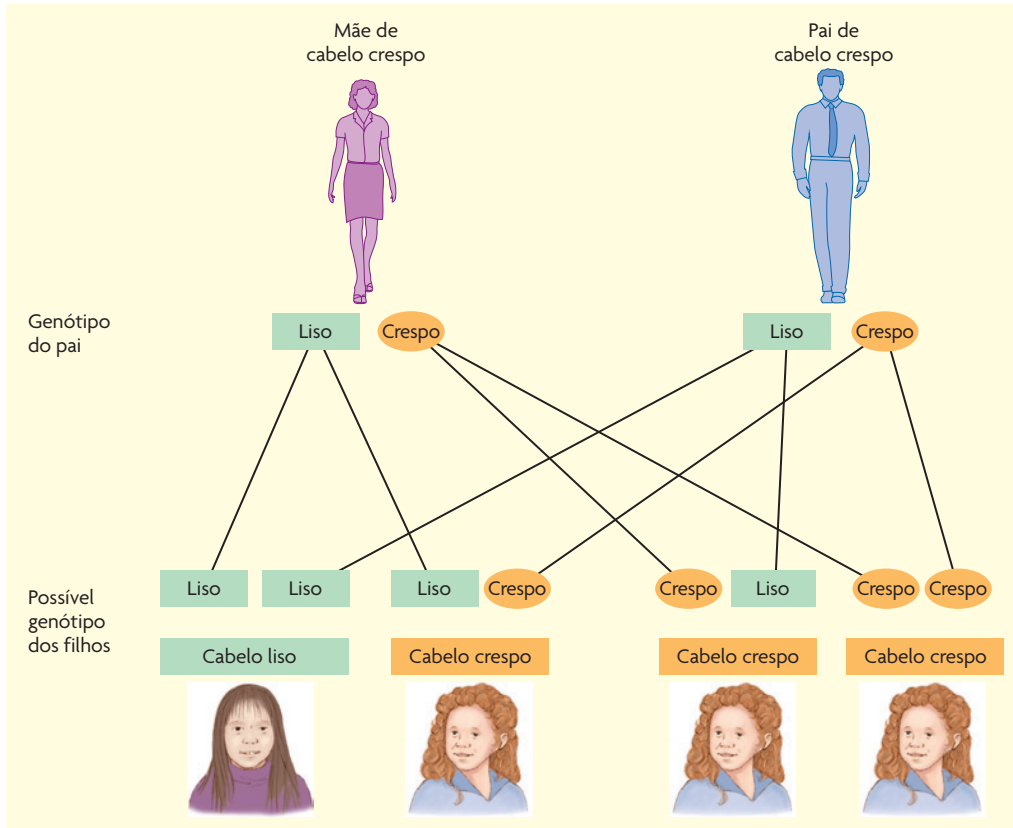 Mãe de
cabelo crespo
Pai de
cabelo crespo
Genótipo
do pai
Liso Crespo Liso Crespo
Possível
genótipo
dos filhos
Liso Liso Liso Crespo Crespo Liso Crespo Crespo
Cabelo liso Cabelo crespo Cabelo crespo Cabelo crespo